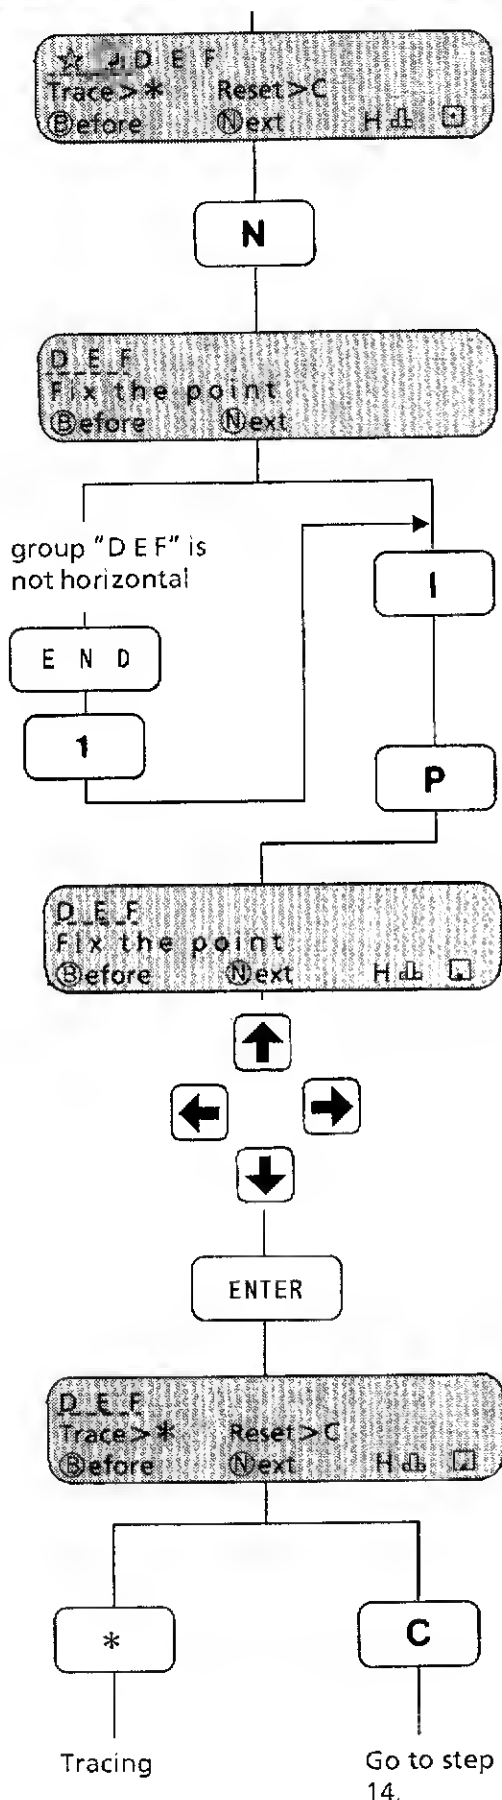 ☆ ┛ D E F
Trace>* Reset>C
Ⓑefore Ⓝext H
N
D E F
Fix the point
Ⓑefore Ⓝext
group "D E F" is
not horizontal
I
E N D
1
P
D E F
Fix the point
Ⓑefore Ⓝext H
↑
← →
↓
ENTER
D E F
Trace>* Reset>C
Ⓑefore Ⓝext H
* C
Tracing Go to step
14.